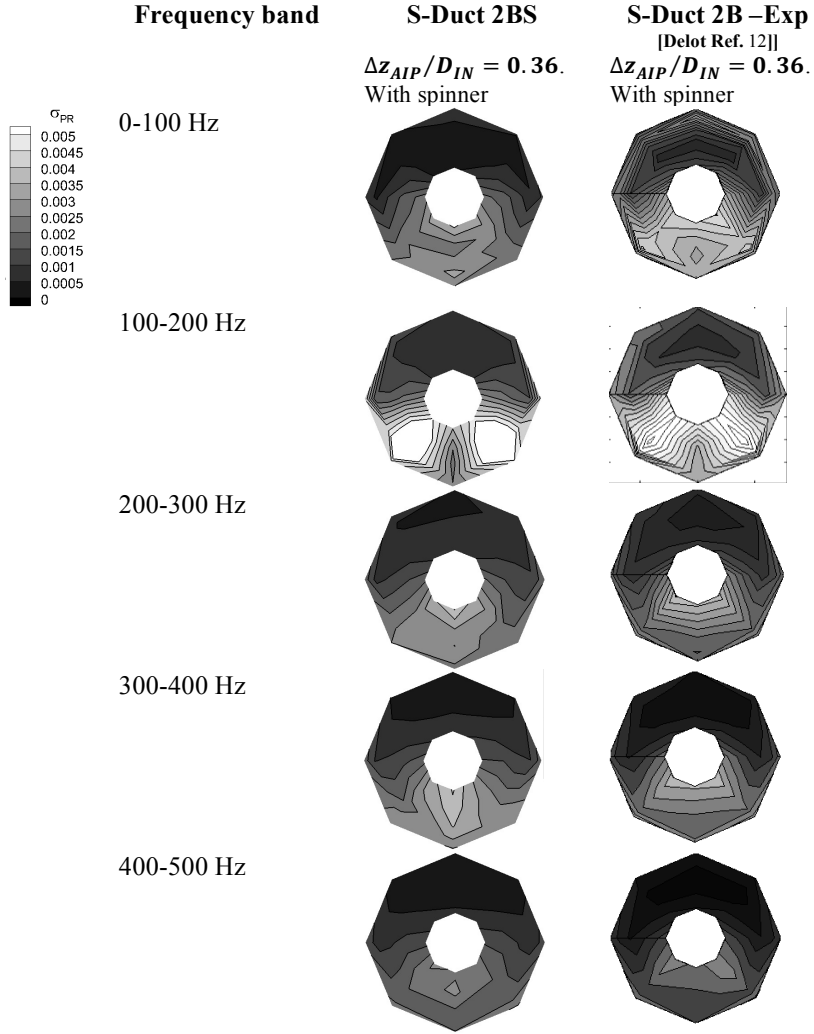 Frequency band
S-Duct 2BS
S-Duct 2B –Exp
[Delot Ref. 12]]
Δz_AIP/D_IN = 0.36.
With spinner
Δz_AIP/D_IN = 0.36.
With spinner
σ_PR
0.005
0.0045
0.004
0.0035
0.003
0.0025
0.002
0.0015
0.001
0.0005
0
0-100 Hz
100-200 Hz
200-300 Hz
300-400 Hz
400-500 Hz